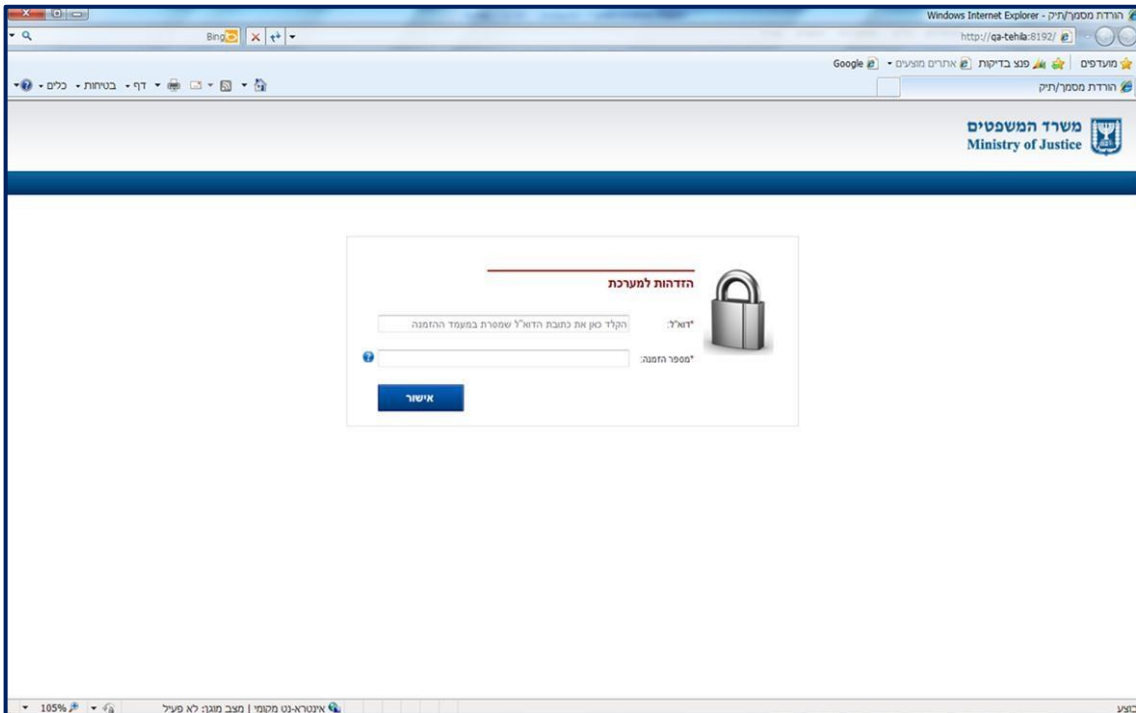 הורדת מסמך/תיק - Windows Internet Explorer
http://qa-tehila:8192/
Bing
מועדפים
פנצ בדיקות
אתרים מוצעים
Google
הורדת מסמך/תיק
דף
בטיחות
כלים
משרד המשפטים
Ministry of Justice
הזדהות למערכת
*דוא"ל:
הקלד כאן את כתובת הדוא"ל שמסרת במעמד ההזמנה
*מספר הזמנה:
אישור
בוצע
אינטרא-נט מקומי | מצב מוגן: לא פעיל
105%